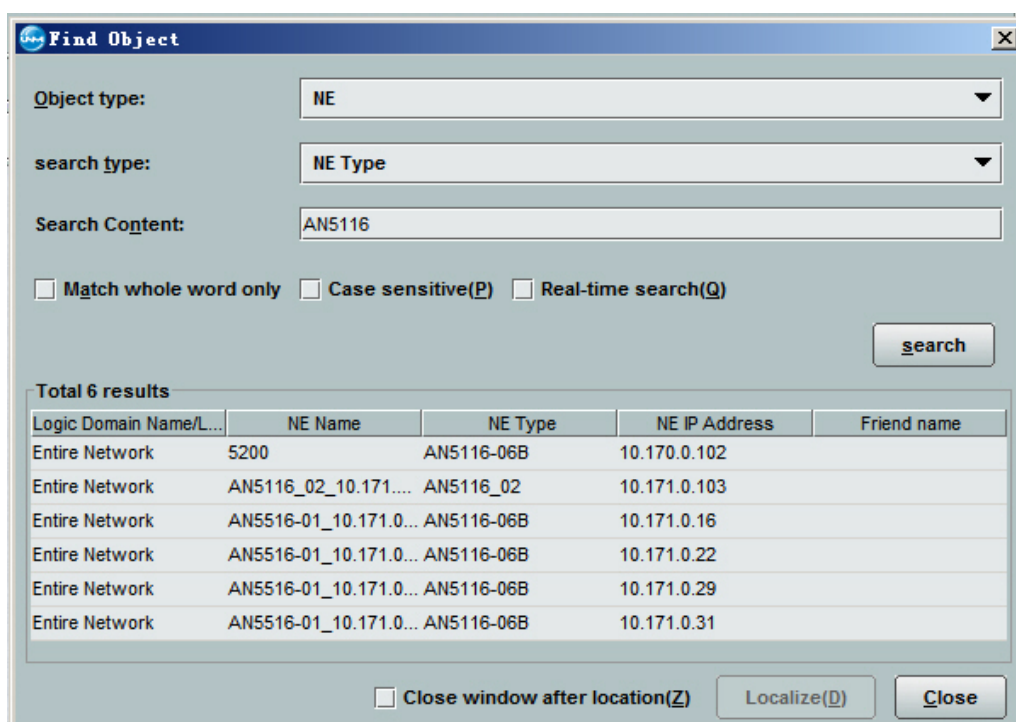 Find Object
Object type: NE
search type: NE Type
Search Content: AN5116
Match whole word only Case sensitive(P) Real-time search(Q)
search
Total 6 results
Logic Domain Name/L... NE Name NE Type NE IP Address Friend name
Entire Network 5200 AN5116-06B 10.170.0.102
Entire Network AN5116_02_10.171.... AN5116_02 10.171.0.103
Entire Network AN5516-01_10.171.0... AN5116-06B 10.171.0.16
Entire Network AN5516-01_10.171.0... AN5116-06B 10.171.0.22
Entire Network AN5516-01_10.171.0... AN5116-06B 10.171.0.29
Entire Network AN5516-01_10.171.0... AN5116-06B 10.171.0.31
Close window after location(Z) Localize(D) Close